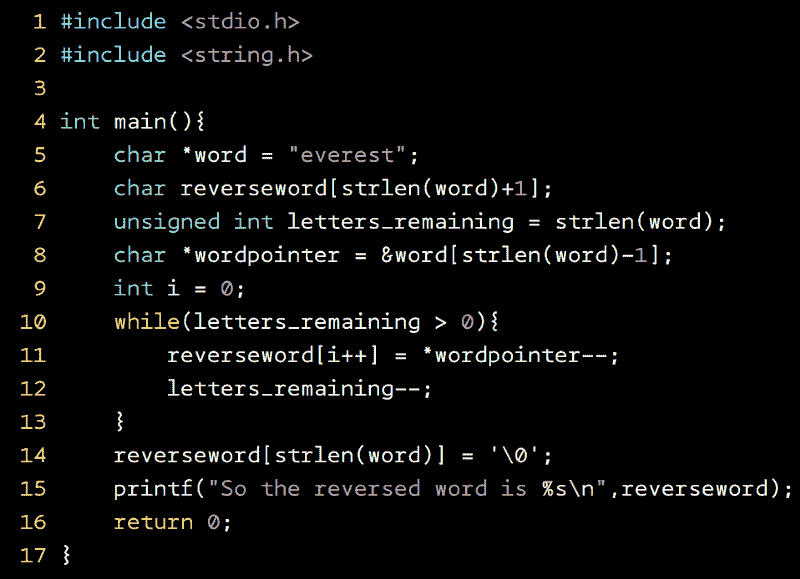 1 #include <stdio.h>
2 #include <string.h>
3
4 int main(){
5     char *word = "everest";
6     char reverseword[strlen(word)+1];
7     unsigned int letters_remaining = strlen(word);
8     char *wordpointer = &word[strlen(word)-1];
9     int i = 0;
10     while(letters_remaining > 0){
11         reverseword[i++] = *wordpointer--;
12         letters_remaining--;
13     }
14     reverseword[strlen(word)] = '\0';
15     printf("So the reversed word is %s\n",reverseword);
16     return 0;
17 }